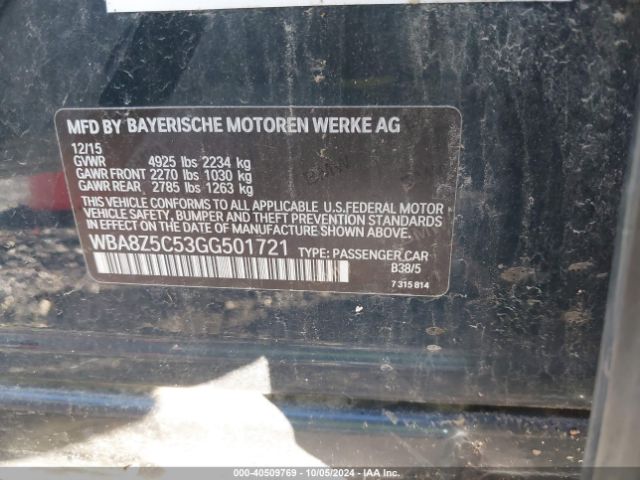 MFD BY BAYERISCHE MOTOREN WERKE AG
12/15
GVWR 4925 lbs 2234 kg
GAWR FRONT 2270 lbs 1030 kg
GAWR REAR 2785 lbs 1263 kg
THIS VEHICLE CONFORMS TO ALL APPLICABLE U.S.FEDERAL MOTOR
VEHICLE SAFETY, BUMPER AND THEFT PREVENTION STANDARDS
IN EFFECT ON THE DATE OF MANUFACTURE SHOWN ABOVE.
WBA8Z5C53GG501721 TYPE: PASSENGER CAR
B38/5
7 315 814
000-40509769 - 10/05/2024 - IAA Inc.